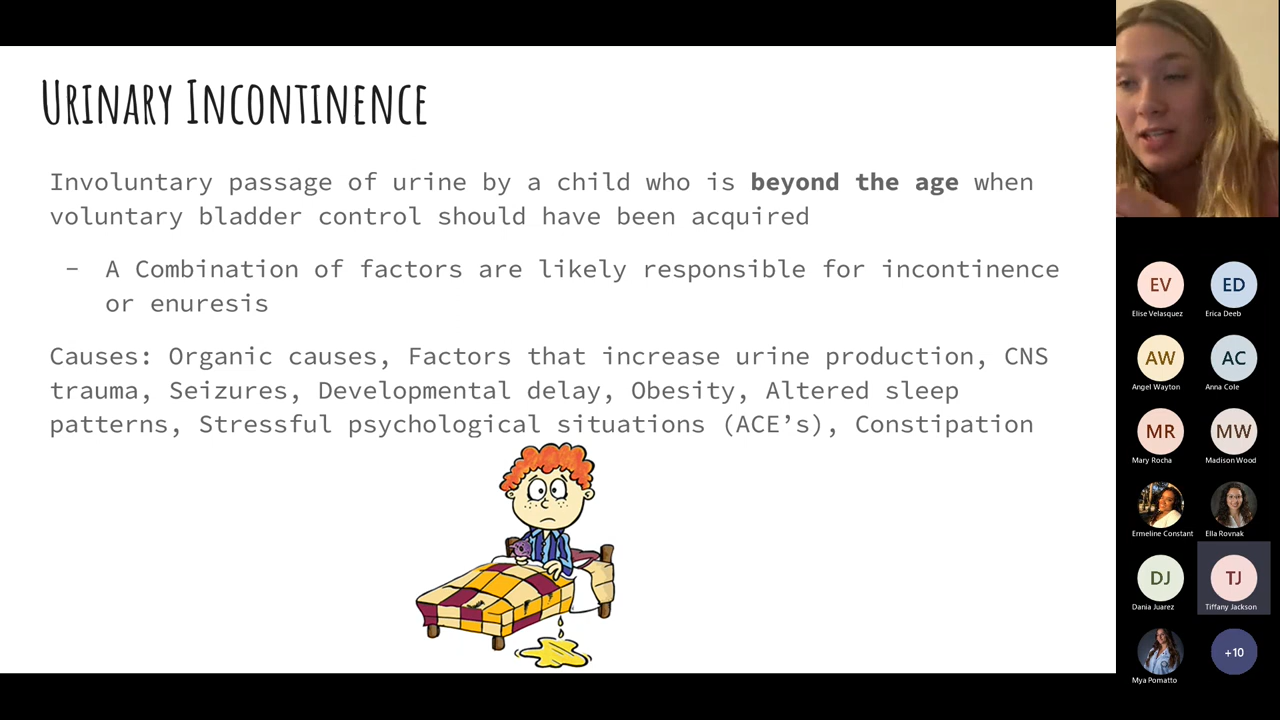 Urinary Incontinence
Involuntary passage of urine by a child who is beyond the age when
voluntary bladder control should have been acquired
- A Combination of factors are likely responsible for incontinence
or enuresis
Causes: Organic causes, Factors that increase urine production, CNS
trauma, Seizures, Developmental delay, Obesity, Altered sleep
patterns, Stressful psychological situations (ACE’s), Constipation
EV ED
Elise Velasquez Erica Deeb
AW AC
Angel Wayton Anna Cole
MR MW
Mary Rocha Madison Wood
Ermeline Constant Ella Rovnak
DJ TJ
Dania Juarez Tiffany Jackson
+10
Mya Pomatto